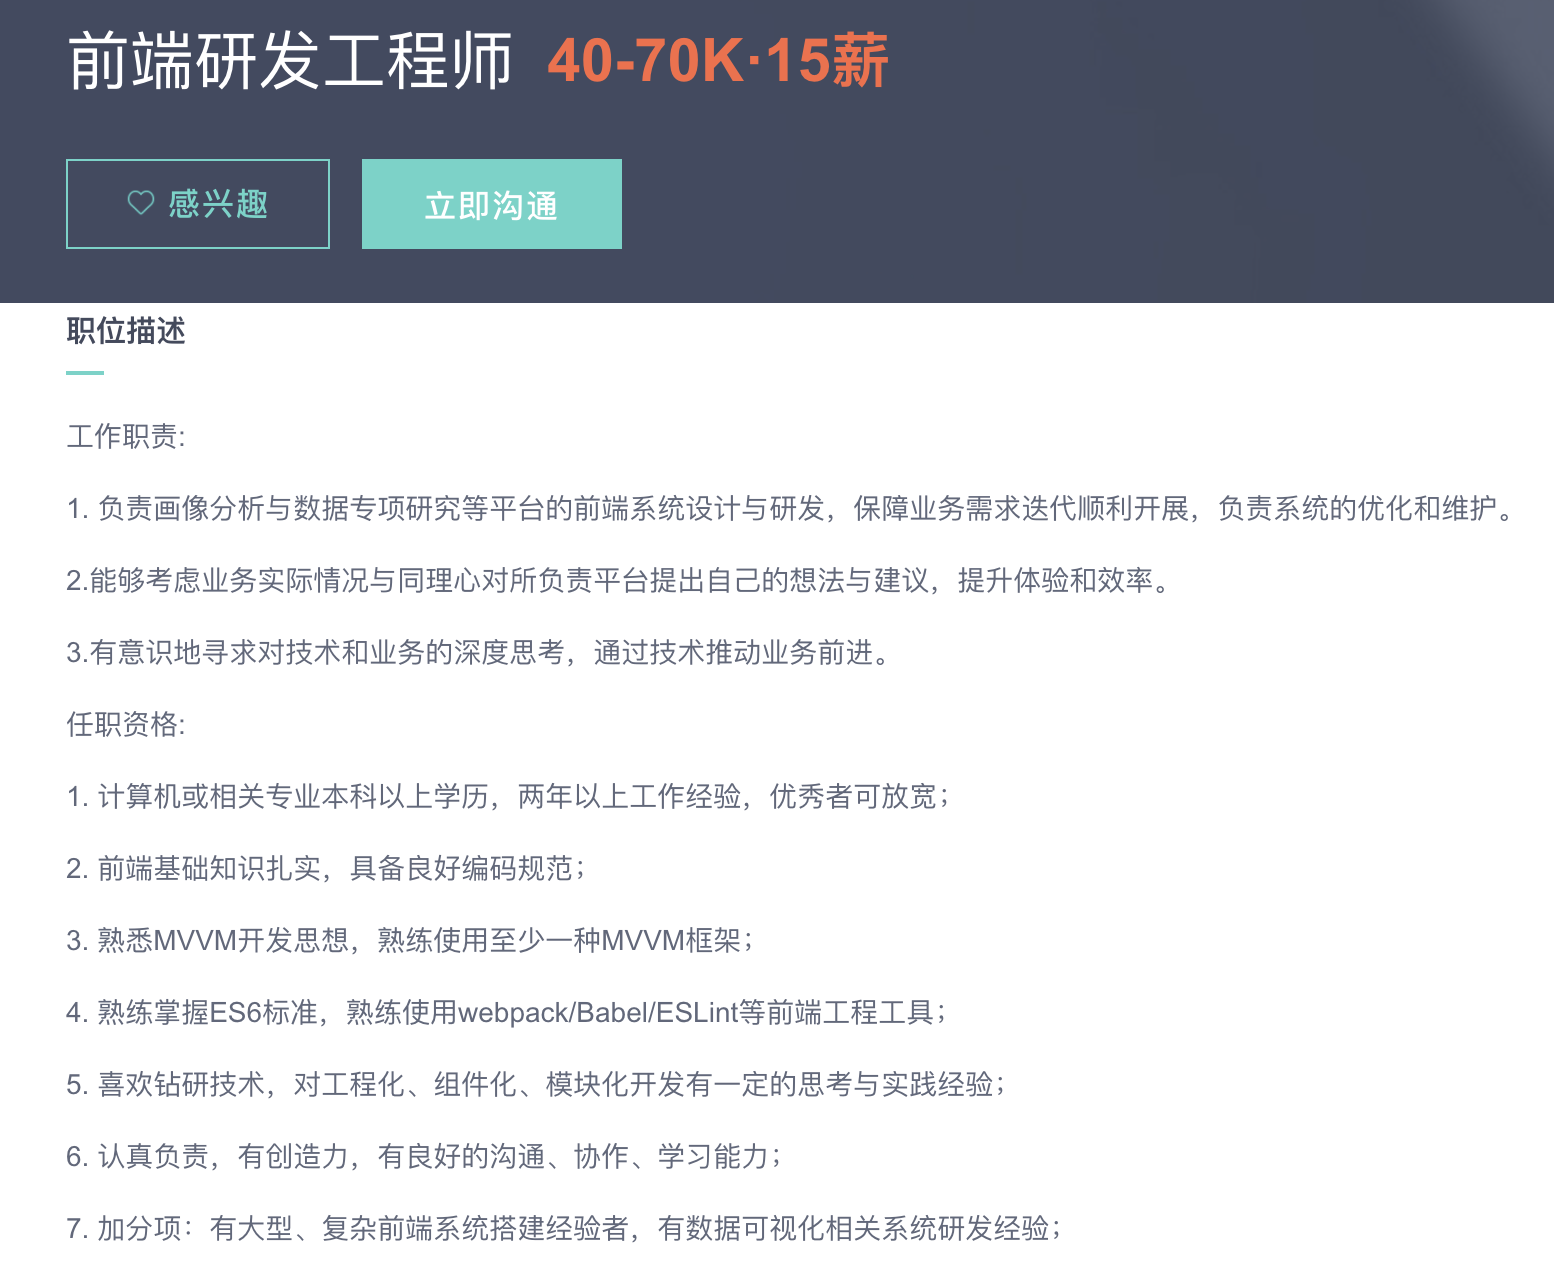 前端研发工程师 40-70K·15薪
感兴趣 立即沟通
职位描述
工作职责:
1. 负责画像分析与数据专项研究等平台的前端系统设计与研发，保障业务需求迭代顺利开展，负责系统的优化和维护。
2.能够考虑业务实际情况与同理心对所负责平台提出自己的想法与建议，提升体验和效率。
3.有意识地寻求对技术和业务的深度思考，通过技术推动业务前进。
任职资格:
1. 计算机或相关专业本科以上学历，两年以上工作经验，优秀者可放宽；
2. 前端基础知识扎实，具备良好编码规范；
3. 熟悉MVVM开发思想，熟练使用至少一种MVVM框架；
4. 熟练掌握ES6标准，熟练使用webpack/Babel/ESLint等前端工程工具；
5. 喜欢钻研技术，对工程化、组件化、模块化开发有一定的思考与实践经验；
6. 认真负责，有创造力，有良好的沟通、协作、学习能力；
7. 加分项：有大型、复杂前端系统搭建经验者，有数据可视化相关系统研发经验；